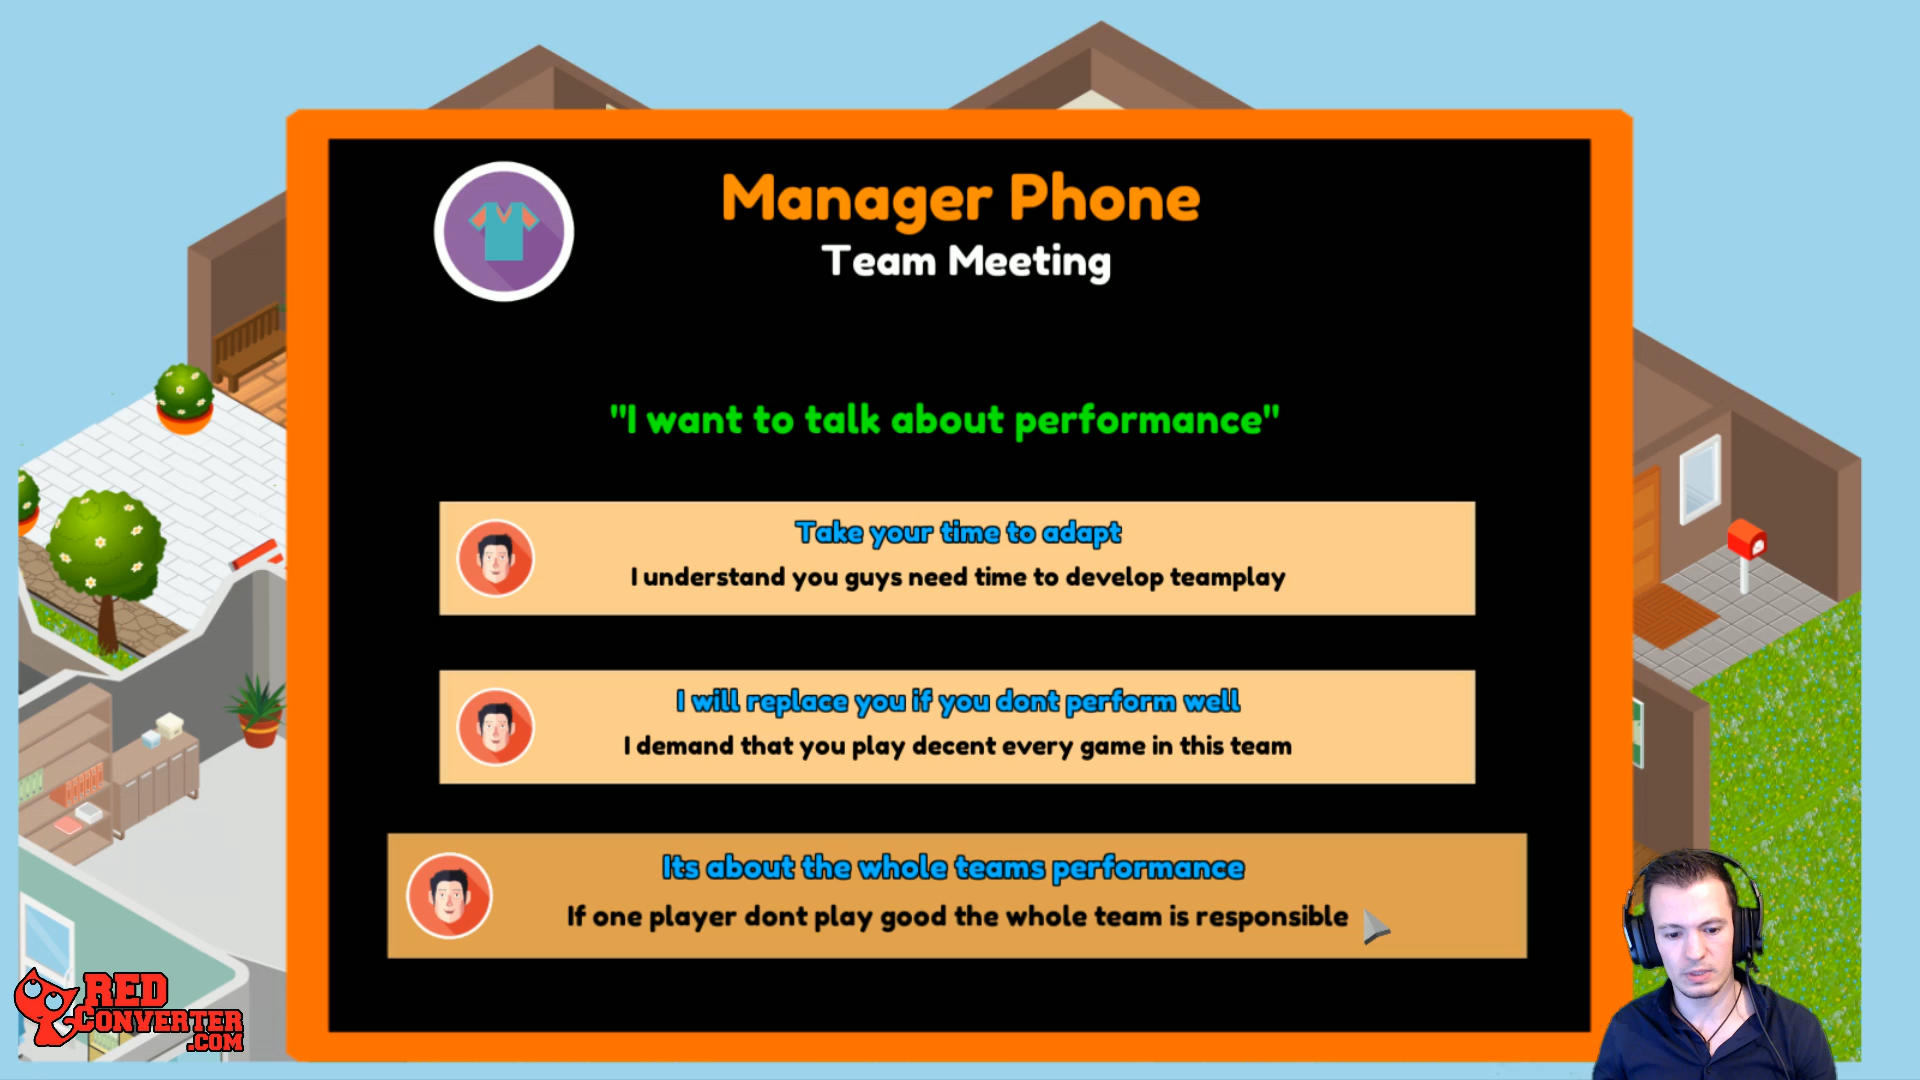 Manager Phone
Team Meeting
"I want to talk about performance"
Take your time to adapt
I understand you guys need time to develop teamplay
I will replace you if you dont perform well
I demand that you play decent every game in this team
Its about the whole teams performance
If one player dont play good the whole team is responsible
RED
CONVERTER
.COM